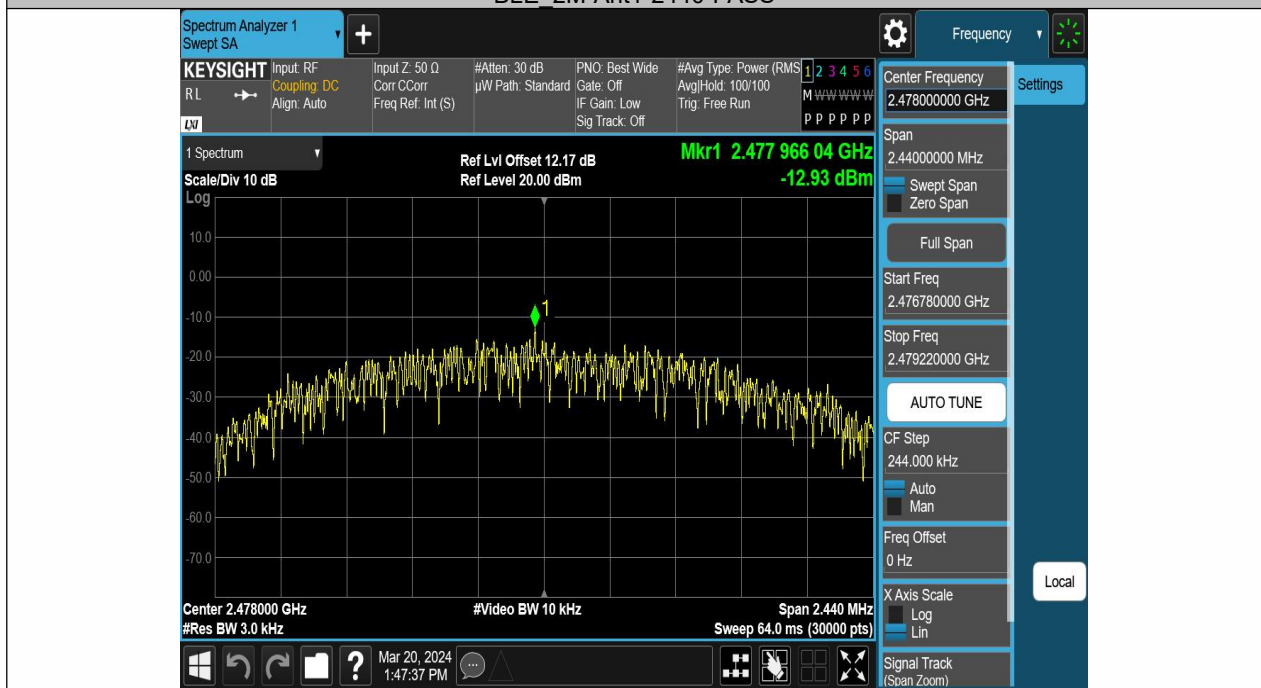 Spectrum Analyzer 1
Swept SA
Frequency
KEYSIGHT
RL
LXI
Input: RF
Coupling: DC
Align: Auto
Input Z: 50 Ω
Corr CCorr
Freq Ref: Int (S)
#Atten: 30 dB
µW Path: Standard
PNO: Best Wide
Gate: Off
IF Gain: Low
Sig Track: Off
#Avg Type: Power (RMS
Avg|Hold: 100/100
Trig: Free Run
1 2 3 4 5 6
M W W W W W
P P P P P P
1 Spectrum
Scale/Div 10 dB
Log
Ref Lvl Offset 12.17 dB
Ref Level 20.00 dBm
Mkr1 2.477 966 04 GHz
-12.93 dBm
10.0
0.00
-10.0
-20.0
-30.0
-40.0
-50.0
-60.0
-70.0
1
Center 2.478000 GHz
#Res BW 3.0 kHz
#Video BW 10 kHz
Span 2.440 MHz
Sweep 64.0 ms (30000 pts)
Mar 20, 2024
1:47:37 PM
Center Frequency
2.478000000 GHz
Settings
Span
2.44000000 MHz
Swept Span
Zero Span
Full Span
Start Freq
2.476780000 GHz
Stop Freq
2.479220000 GHz
AUTO TUNE
CF Step
244.000 kHz
Auto
Man
Freq Offset
0 Hz
X Axis Scale
Log
Lin
Local
Signal Track
(Span Zoom)